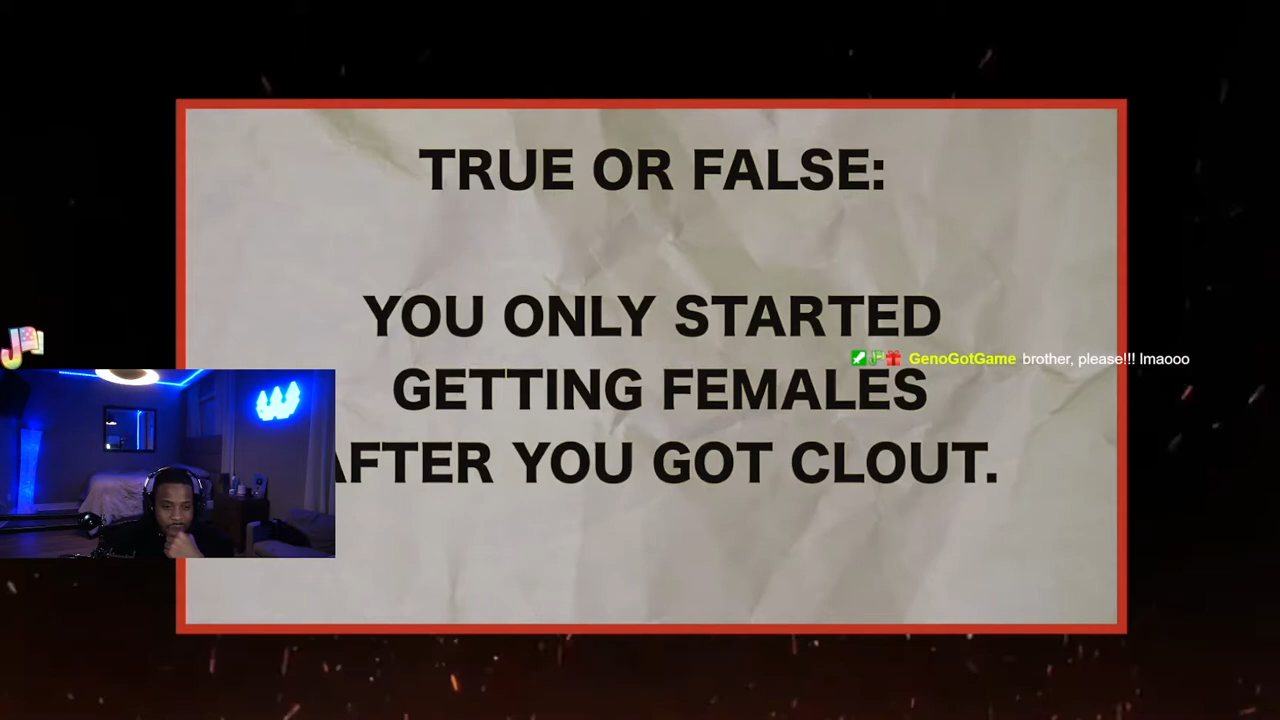 TRUE OR FALSE:
YOU ONLY STARTED
GenoGotGame brother, please!!! lmaooo
GETTING FEMALES
AFTER YOU GOT CLOUT.